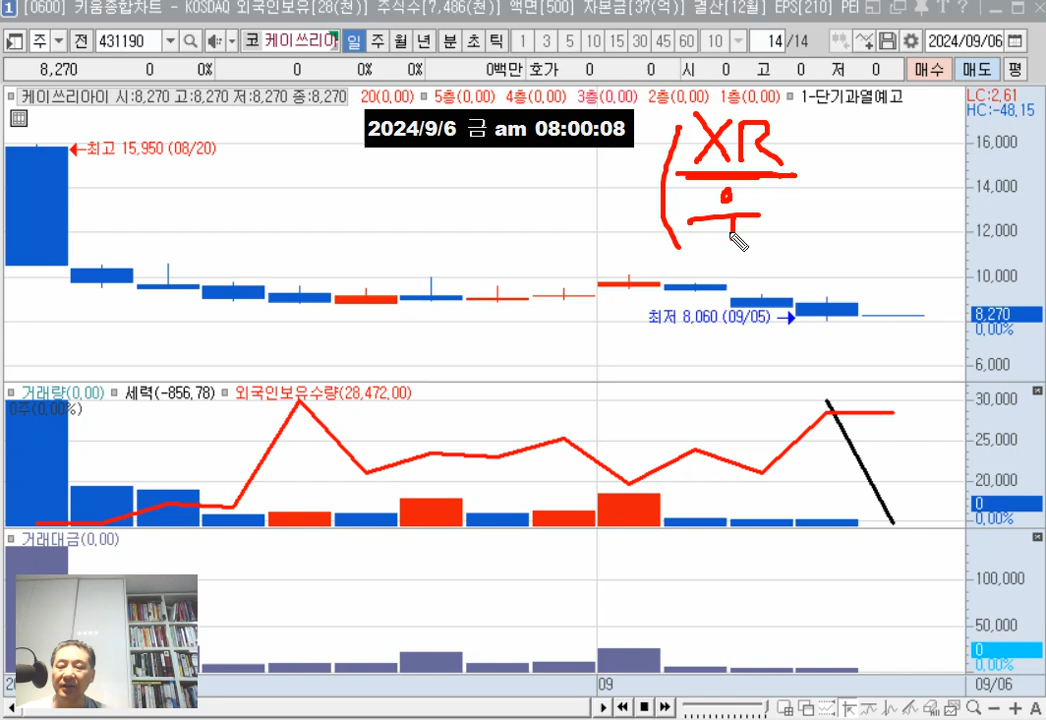 1 [0600] 키움종합차트 - KOSDAQ 외국인보유[28(천)] 주식수[7,486(천)] 액면[500] 자본금[37(억)] 결산[12월] EPS[210] PE
주 전 431190 코 케이쓰리아 일 주 월 년 분 초 틱 1 3 5 10 15 30 45 60 10 14 /14 2024/09/06
8,270 0 0% 0 0% 0% 0백만 호가 0 0 시 0 고 0 저 0 매수 매도 평
케이쓰리아이 시:8,270 고:8,270 저:8,270 종:8,270 20(0,00) 5층(0,00) 4층(0,00) 3층(0,00) 2층(0,00) 1층(0,00) 1-단기과열예고
LC:2,61
HC:-48,15
2024/9/6 금 am 08:00:08
XR
16,000
←최고 15,950 (08/20)
14,000
12,000
10,000
최저 8,060 (09/05) →
8,270
0,00%
6,000
거래량(0,00) 세력(-856,78) 외국인보유수량(28,472,00)
0주(0,00%)
30,000
25,000
20,000
0
0,00%
거래대금(0,00)
100,000
50,000
0
0,00%
09
09/06